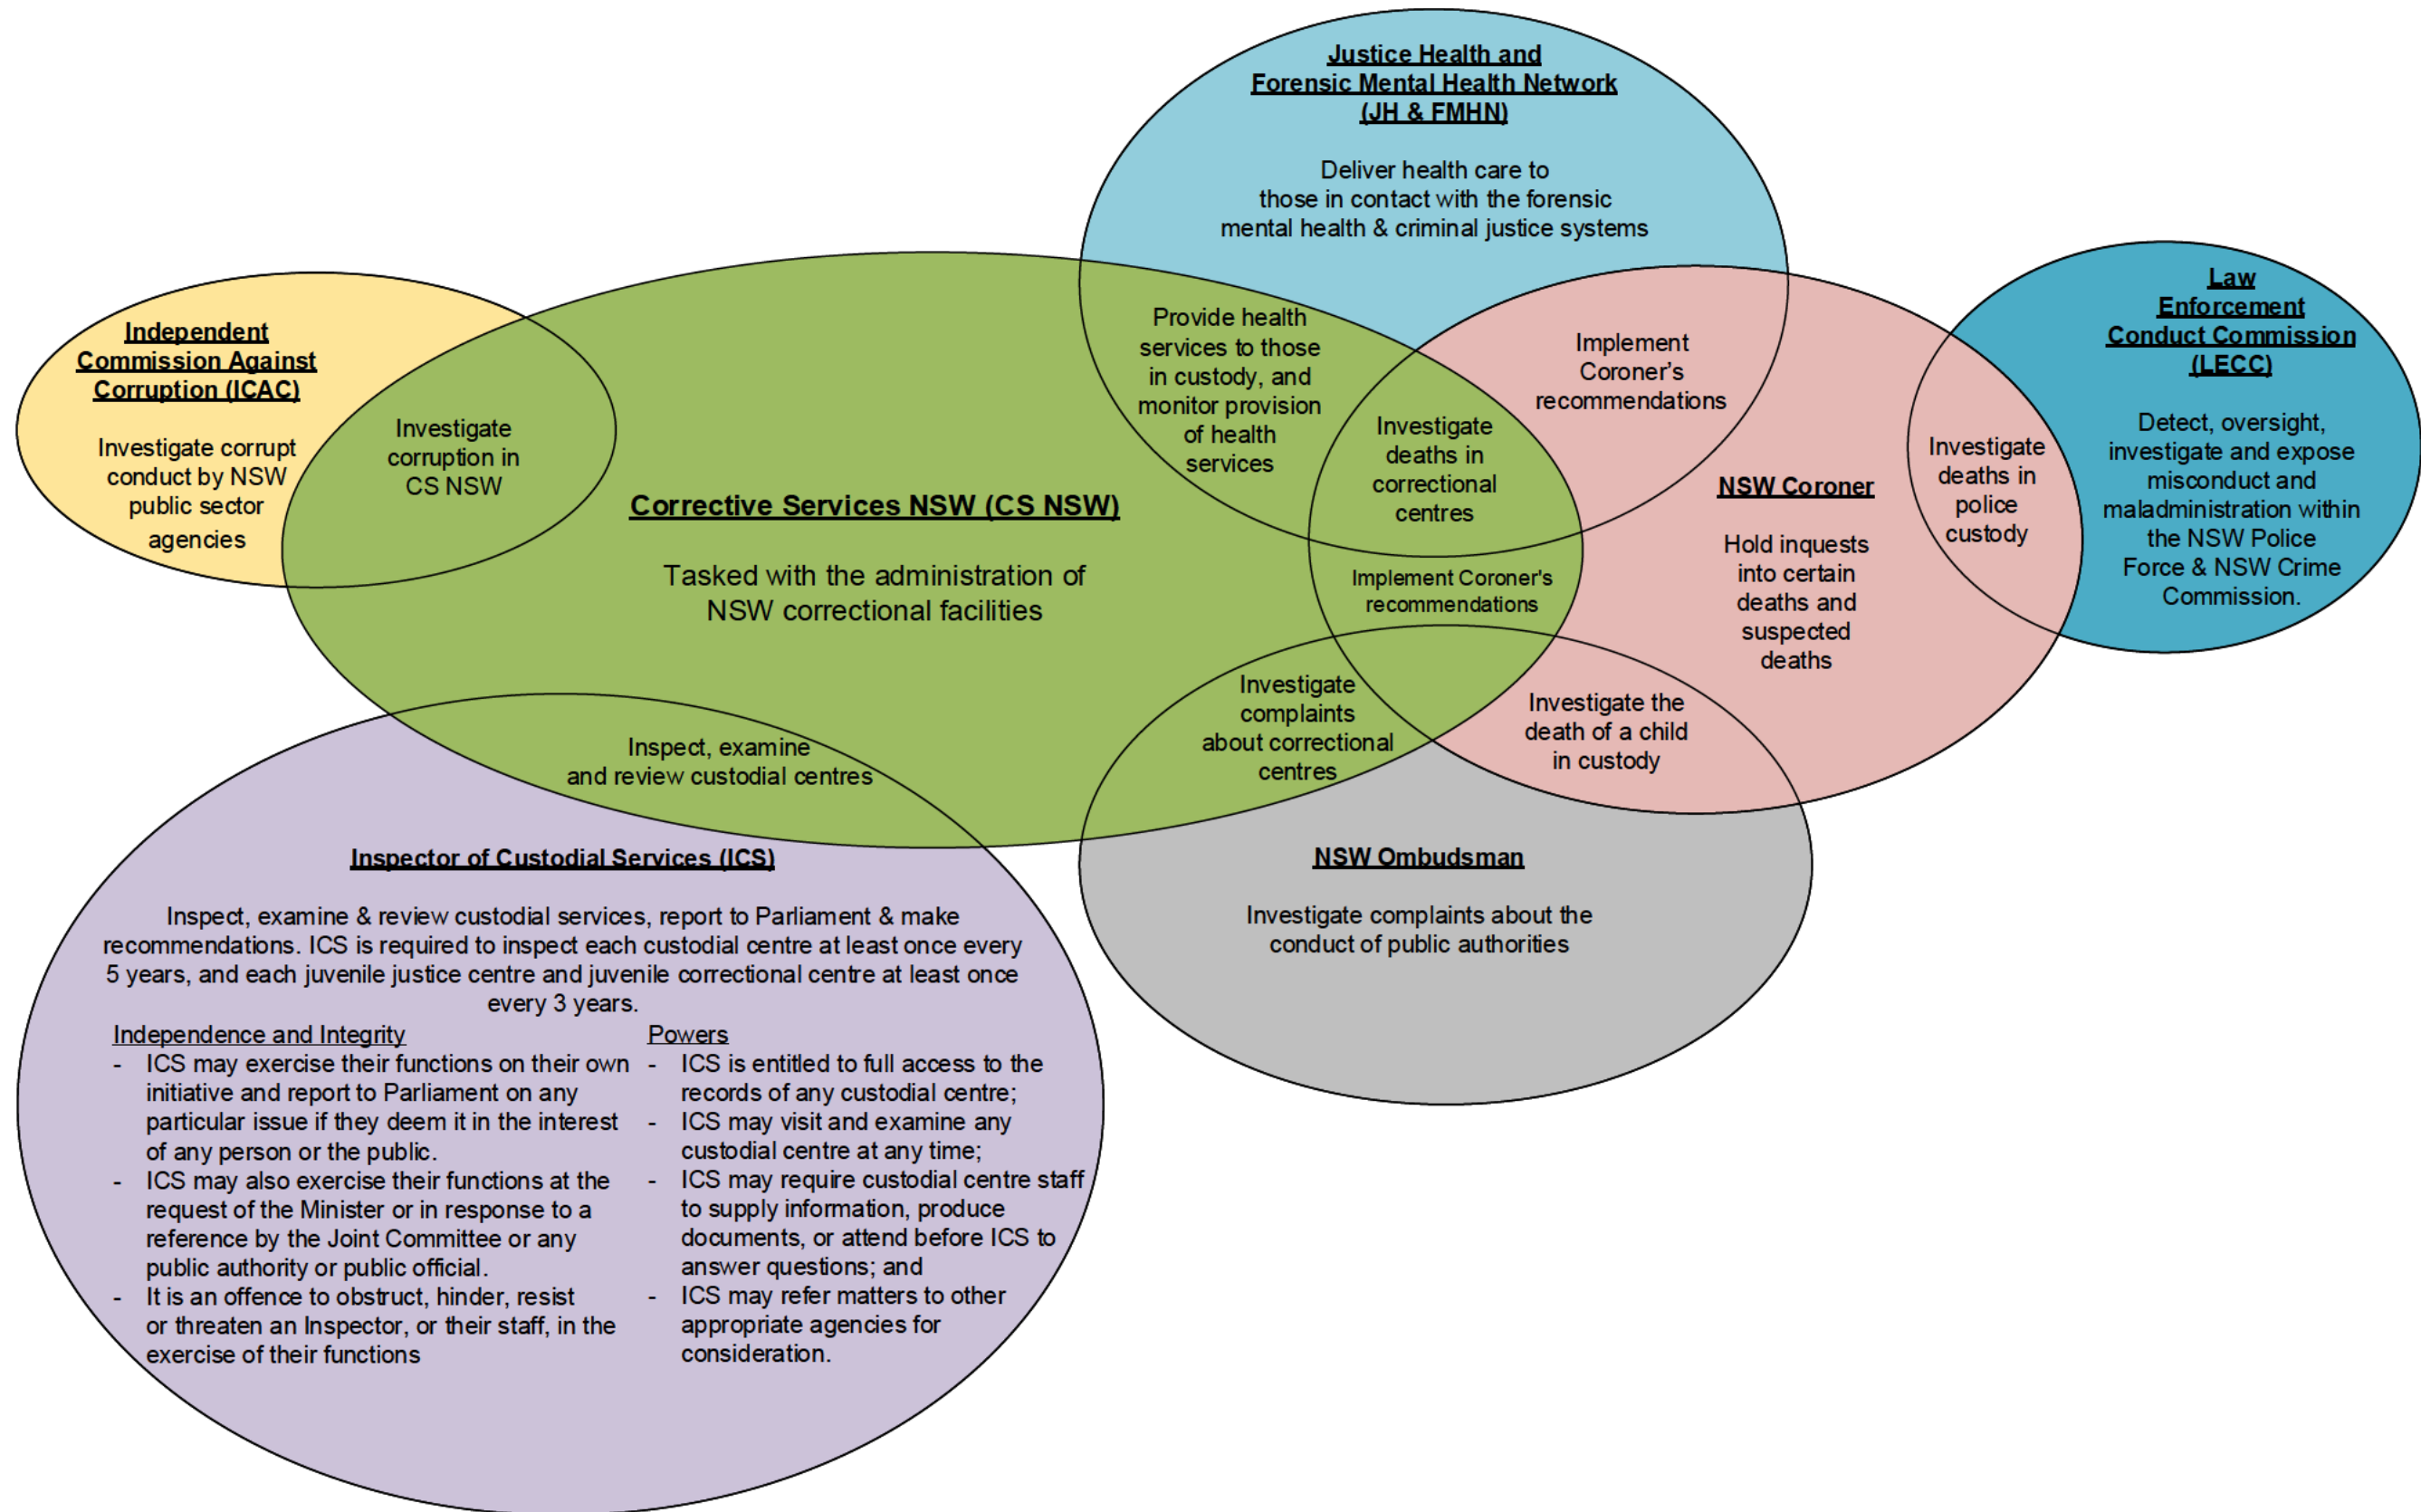 Justice Health and
Forensic Mental Health Network
(JH & FMHN)
Deliver health care to
those in contact with the forensic
mental health & criminal justice systems
Independent
Commission Against
Corruption (ICAC)
Investigate corrupt
conduct by NSW
public sector
agencies
Investigate
corruption in
CS NSW
Corrective Services NSW (CS NSW)
Tasked with the administration of
NSW correctional facilities
Provide health
services to those
in custody, and
monitor provision
of health
services
Investigate
deaths in
correctional
centres
Implement
Coroner’s
recommendations
Implement Coroner's
recommendations
NSW Coroner
Hold inquests
into certain
deaths and
suspected
deaths
Investigate
deaths in
police
custody
Law
Enforcement
Conduct Commission
(LECC)
Detect, oversight,
investigate and expose
misconduct and
maladministration within
the NSW Police
Force & NSW Crime
Commission.
Investigate
complaints
about correctional
centres
Investigate the
death of a child
in custody
Inspect, examine
and review custodial centres
NSW Ombudsman
Investigate complaints about the
conduct of public authorities
Inspector of Custodial Services (ICS)
Inspect, examine & review custodial services, report to Parliament & make
recommendations. ICS is required to inspect each custodial centre at least once every
5 years, and each juvenile justice centre and juvenile correctional centre at least once
every 3 years.
Independence and Integrity
- ICS may exercise their functions on their own
initiative and report to Parliament on any
particular issue if they deem it in the interest
of any person or the public.
- ICS may also exercise their functions at the
request of the Minister or in response to a
reference by the Joint Committee or any
public authority or public official.
- It is an offence to obstruct, hinder, resist
or threaten an Inspector, or their staff, in the
exercise of their functions
Powers
- ICS is entitled to full access to the
records of any custodial centre;
- ICS may visit and examine any
custodial centre at any time;
- ICS may require custodial centre staff
to supply information, produce
documents, or attend before ICS to
answer questions; and
- ICS may refer matters to other
appropriate agencies for
consideration.